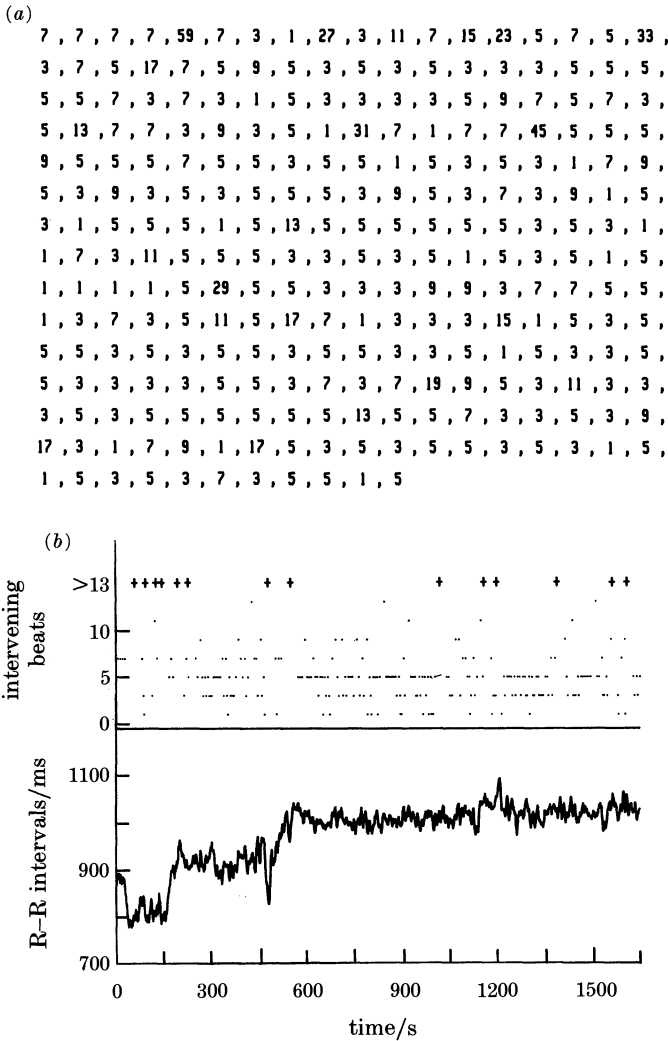 (a)
7 , 7 , 7 , 7 ,59 ,7 , 3 , 1 ,27 ,3 ,11 ,7 ,15 ,23 ,5 , 7 , 5 ,33 ,
3 , 7 , 5 ,17 ,7 , 5 , 9 , 5 , 3 , 5 , 3 , 5 , 3 , 3 , 3 , 5 , 5 , 5 ,
5 , 5 , 7 , 3 , 7 , 3 , 1 , 5 , 3 , 3 , 3 , 3 , 5 , 9 , 7 , 5 , 7 , 3 ,
5 ,13 ,7 , 7 , 3 , 9 , 3 , 5 , 1 ,31 ,7 , 1 , 7 , 7 ,45 ,5 , 5 , 5 ,
9 , 5 , 5 , 5 , 7 , 5 , 5 , 3 , 5 , 5 , 1 , 5 , 3 , 5 , 3 , 1 , 7 , 9 ,
5 , 3 , 9 , 3 , 5 , 3 , 5 , 5 , 5 , 3 , 9 , 5 , 3 , 7 , 3 , 9 , 1 , 5 ,
3 , 1 , 5 , 5 , 5 , 1 , 5 ,13 ,5 , 5 , 5 , 5 , 5 , 5 , 3 , 5 , 3 , 1 ,
1 , 7 , 3 ,11 ,5 , 5 , 5 , 3 , 3 , 5 , 3 , 5 , 1 , 5 , 3 , 5 , 1 , 5 ,
1 , 1 , 1 , 1 , 5 ,29 ,5 , 5 , 3 , 3 , 3 , 9 , 9 , 3 , 7 , 7 , 5 , 5 ,
1 , 3 , 7 , 3 , 5 ,11 ,5 ,17 ,7 , 1 , 3 , 3 , 3 ,15 ,1 , 5 , 3 , 5 ,
5 , 5 , 3 , 5 , 3 , 5 , 5 , 3 , 5 , 5 , 3 , 3 , 5 , 1 , 5 , 3 , 3 , 5 ,
5 , 3 , 3 , 3 , 3 , 5 , 5 , 3 , 7 , 3 , 7 ,19 ,9 , 5 , 3 ,11 ,3 , 3 ,
3 , 5 , 3 , 5 , 5 , 5 , 5 , 5 , 5 ,13 ,5 , 5 , 7 , 3 , 3 , 5 , 3 , 9 ,
17 ,3 , 1 , 7 , 9 , 1 ,17 ,5 , 3 , 5 , 3 , 5 , 5 , 3 , 5 , 3 , 1 , 5 ,
1 , 5 , 3 , 5 , 3 , 7 , 3 , 5 , 5 , 1 , 5
(b)
intervening
beats
>13
10
5
0
R–R intervals/ms
1100
900
700
0 300 600 900 1200 1500
time/s